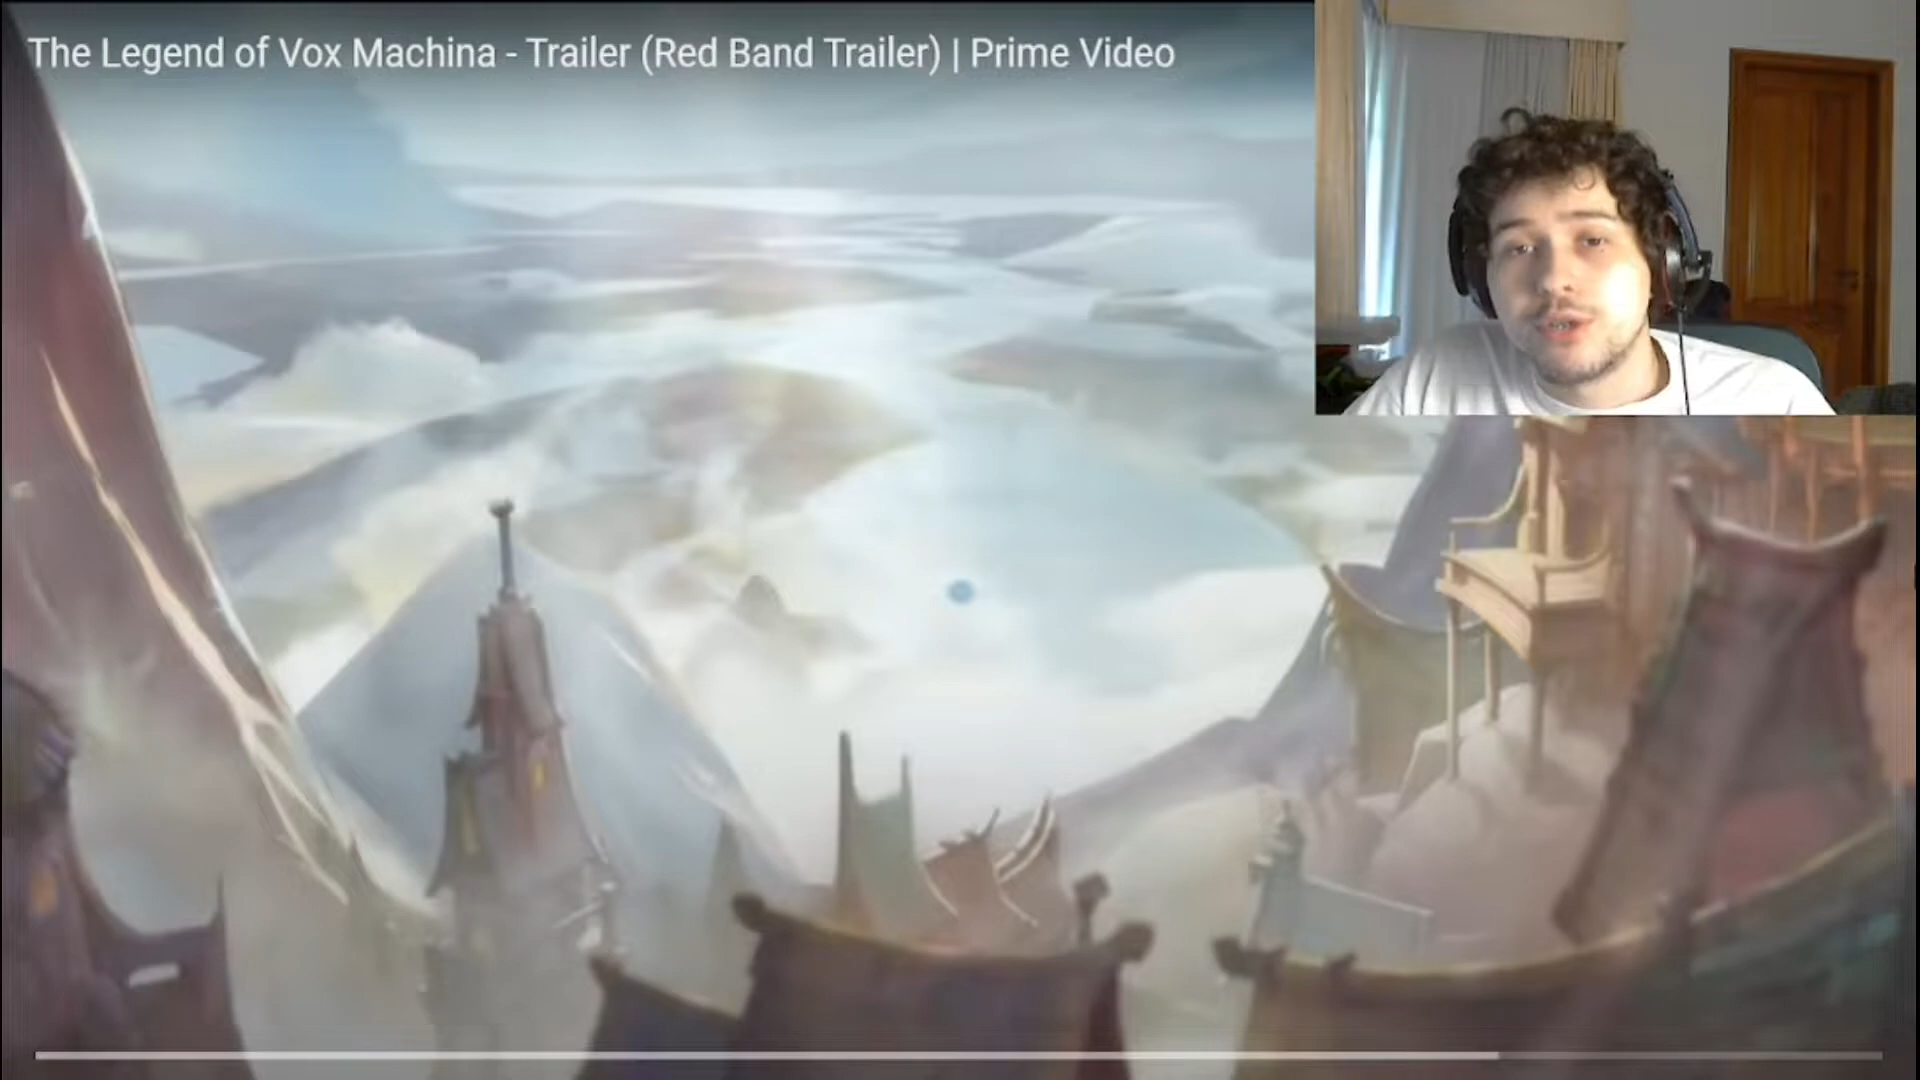 The Legend of Vox Machina - Trailer (Red Band Trailer) | Prime Video